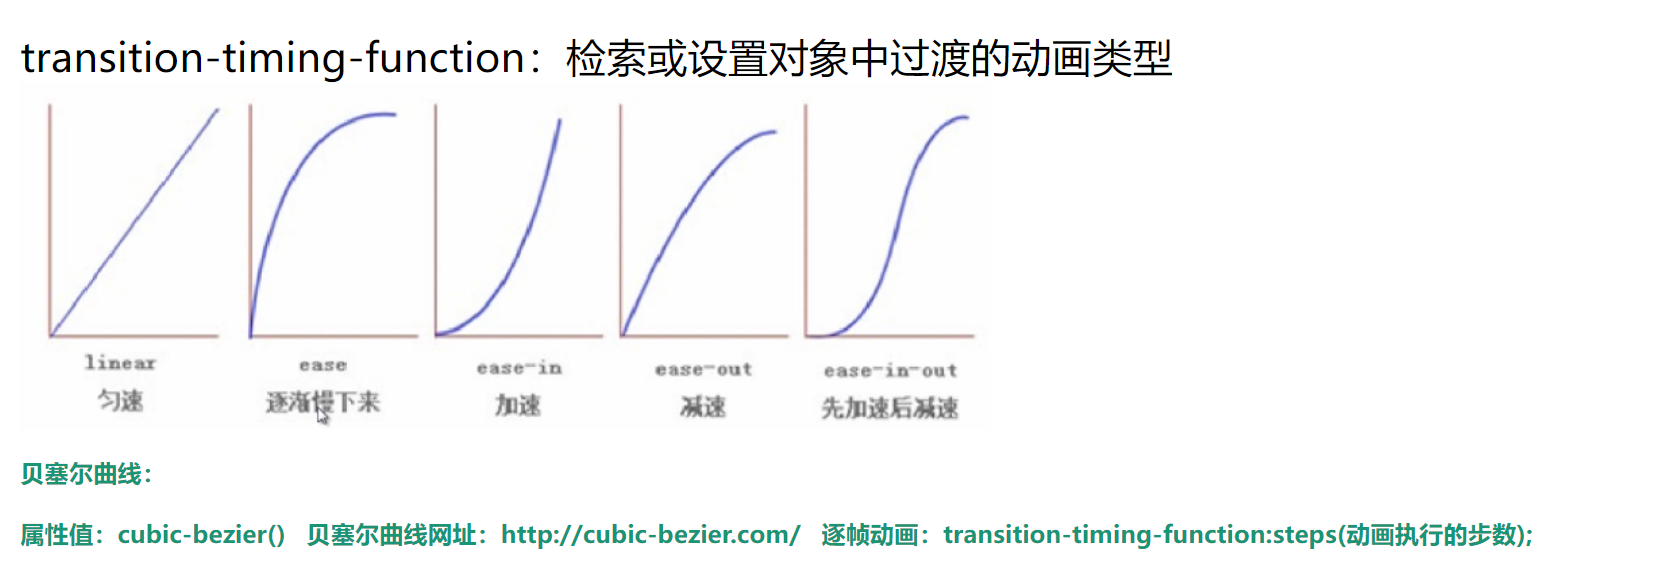 transition-timing-function：检索或设置对象中过渡的动画类型
linear ease ease-in ease-out ease-in-out
匀速 逐渐慢下来 加速 减速 先加速后减速
贝塞尔曲线：
属性值：cubic-bezier() 贝塞尔曲线网址：http://cubic-bezier.com/ 逐帧动画：transition-timing-function:steps(动画执行的步数);